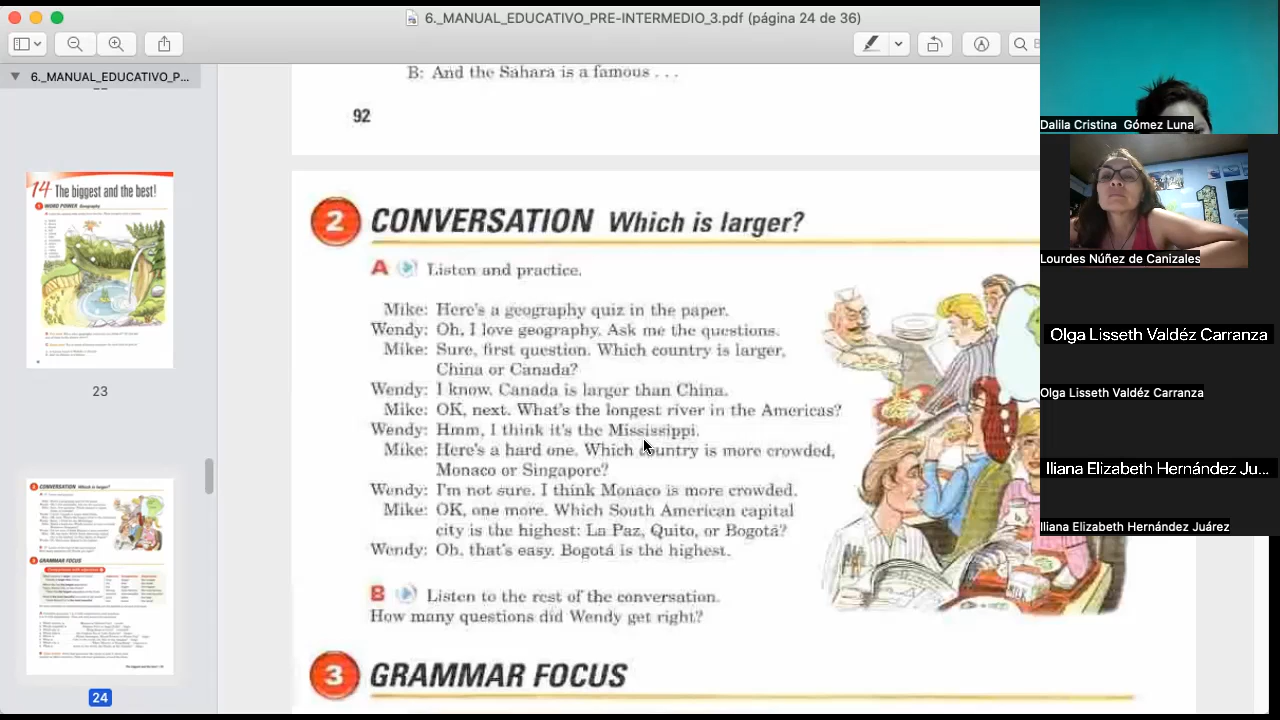 6._MANUAL_EDUCATIVO_PRE-INTERMEDIO_3.pdf (página 24 de 36)
6._MANUAL_EDUCATIVO_P...
B: And the Sahara is a famous . . .
92
14 The biggest and the best!
23
24
2 CONVERSATION Which is larger?
A Listen and practice.
Mike: Here's a geography quiz in the paper.
Wendy: Oh, I love geography. Ask me the questions.
Mike: Sure, first question. Which country is larger,
China or Canada?
Wendy: I know. Canada is larger than China.
Mike: OK, next. What's the longest river in the Americas?
Wendy: Hmm, I think it's the Mississippi.
Mike: Here's a hard one. Which country is more crowded,
Monaco or Singapore?
Wendy: I'm not sure. I think Monaco is more crowded.
Mike: OK, one more. Which South American capital
city is the highest: La Paz, Quito, or Bogotá?
Wendy: Oh, that's easy. Bogotá is the highest.
B Listen to the rest of the conversation.
How many questions did Wendy get right?
3 GRAMMAR FOCUS
Dalila Cristina Gómez Luna
Lourdes Núñez de Canizales
Olga Lisseth Valdéz Carranza
Olga Lisseth Valdéz Carranza
Iliana Elizabeth Hernández Ju...
Iliana Elizabeth Hernández Juárez